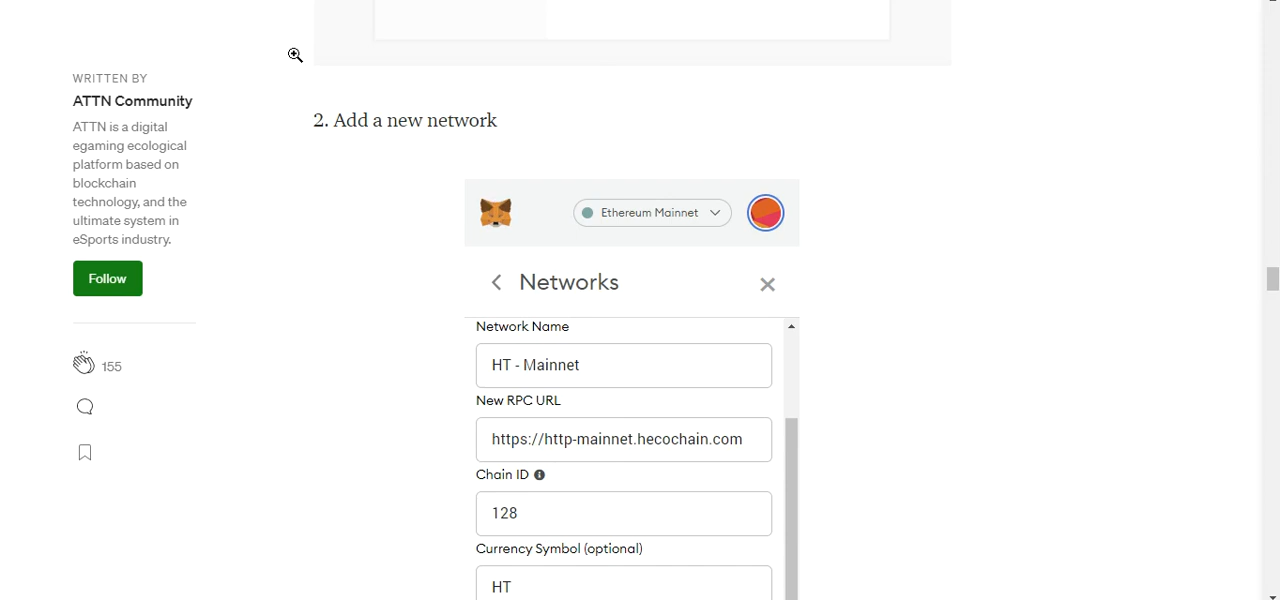 WRITTEN BY
ATTN Community
ATTN is a digital
egaming ecological
platform based on
blockchain
technology, and the
ultimate system in
eSports industry.
Follow
155
2. Add a new network
Ethereum Mainnet
Networks
Network Name
HT - Mainnet
New RPC URL
https://http-mainnet.hecochain.com
Chain ID
128
Currency Symbol (optional)
HT